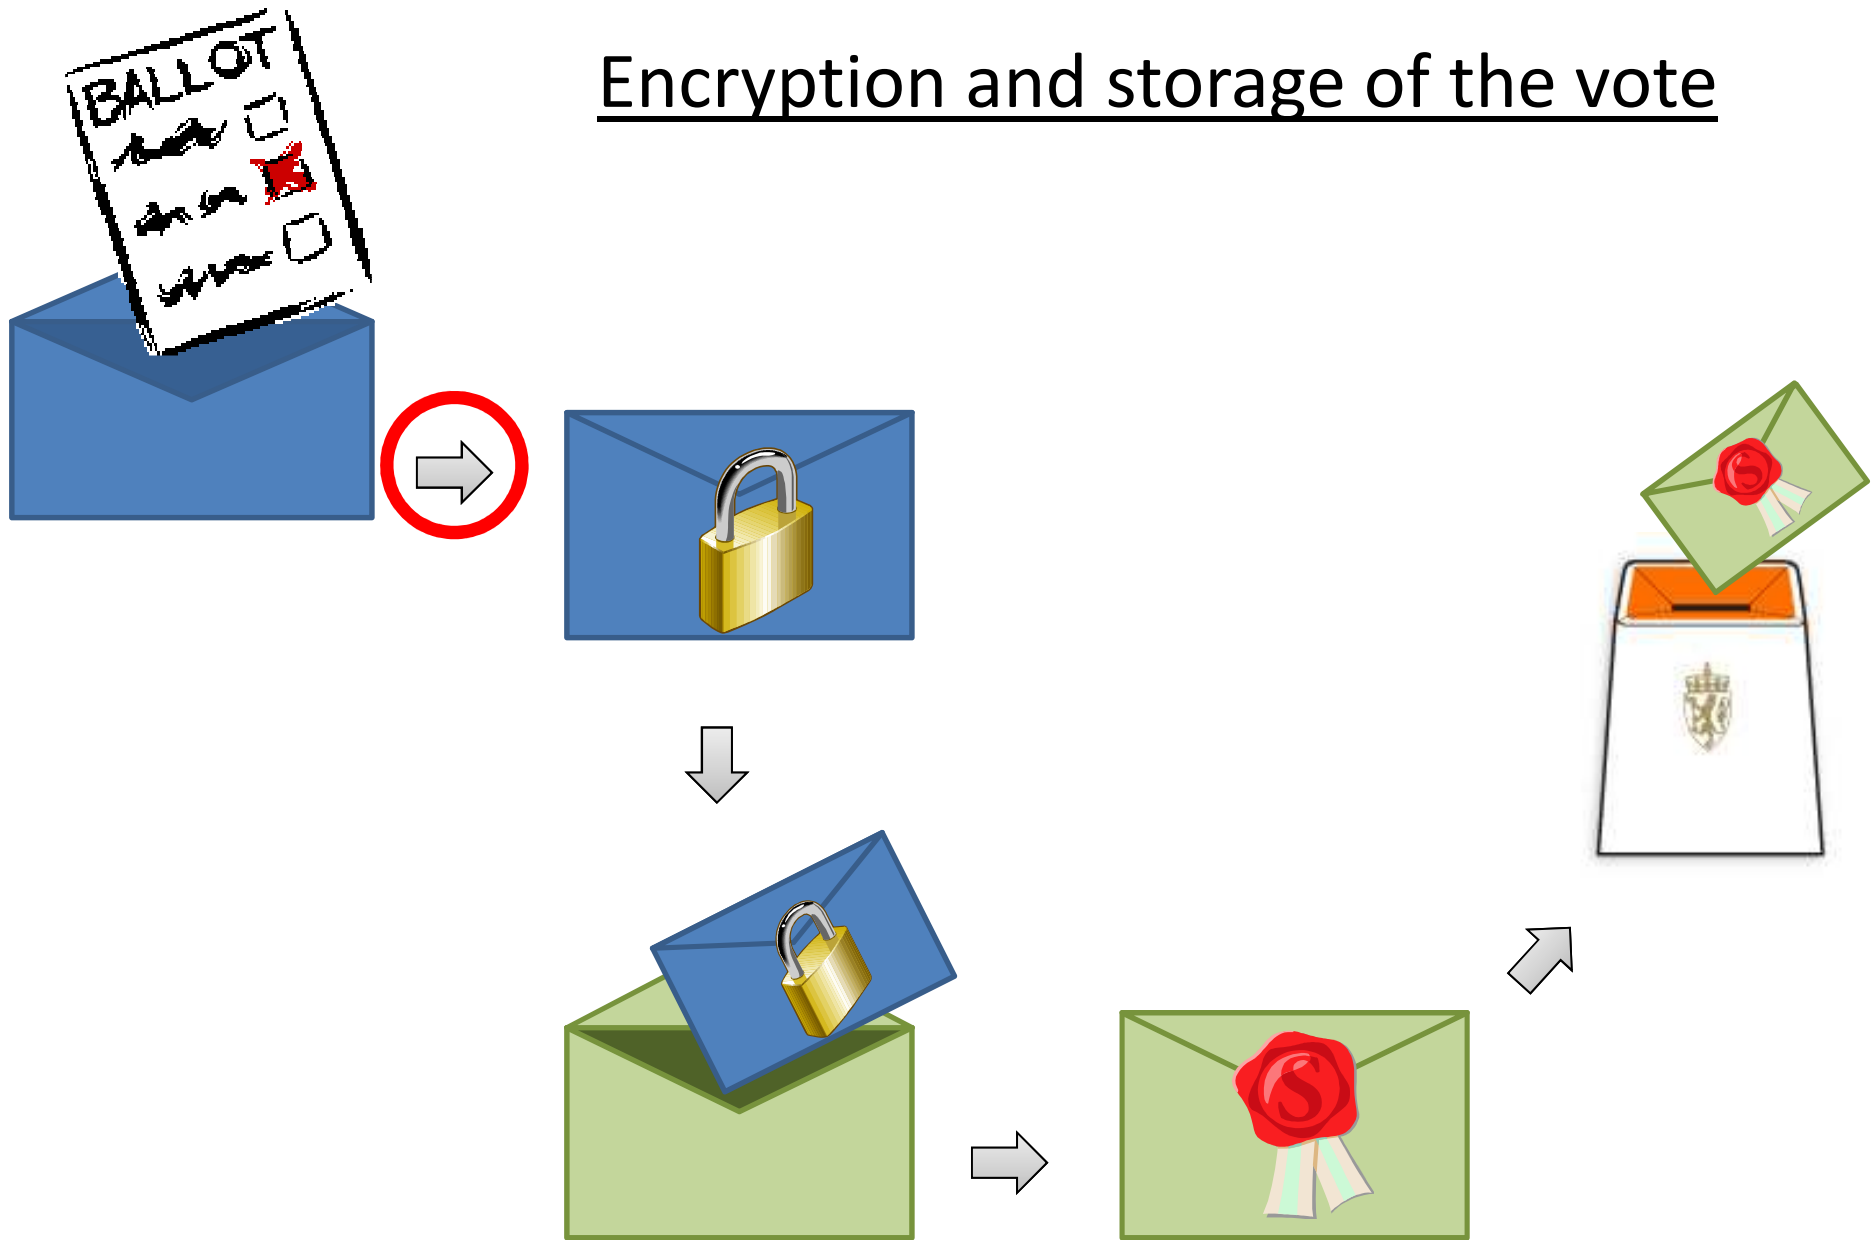 Encryption and storage of the vote
BALLOT
S
S